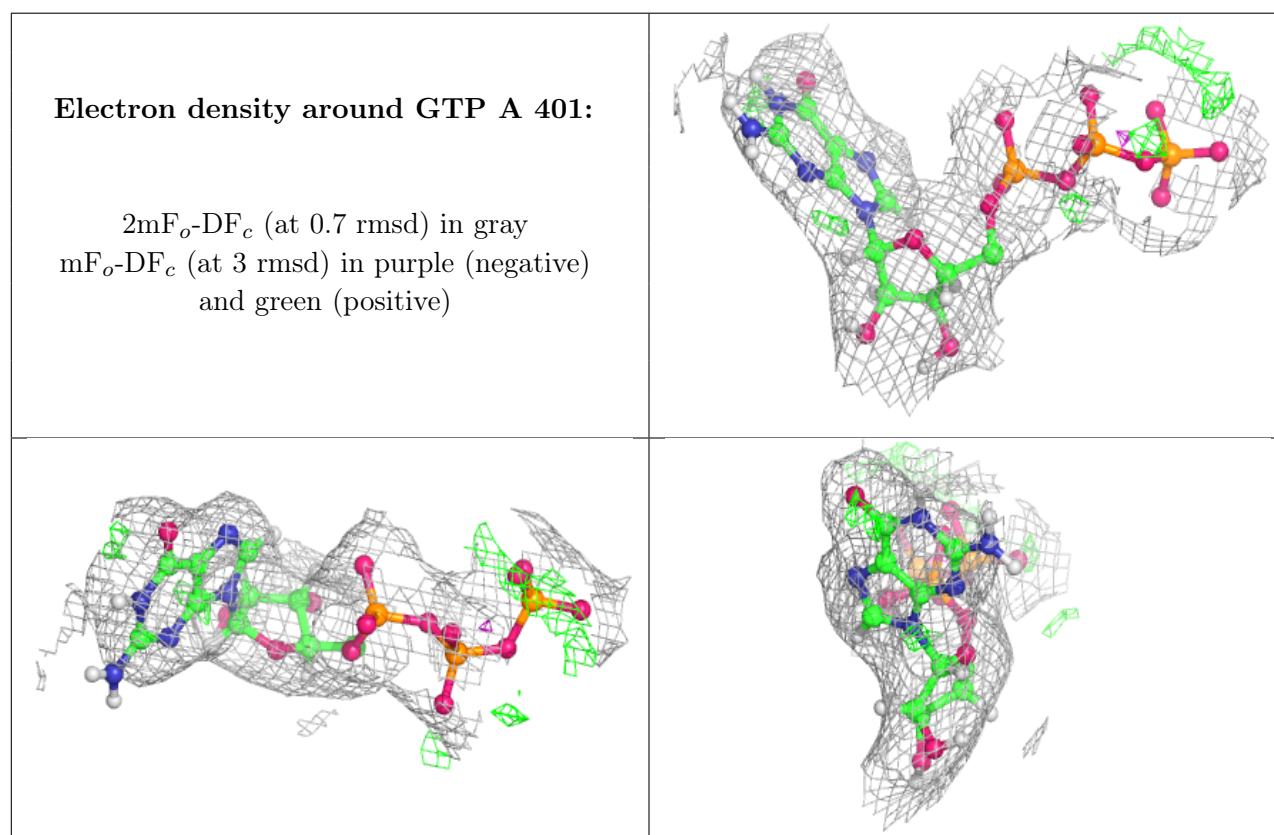 Electron density around GTP A 401:
2mFo-DFc (at 0.7 rmsd) in gray
mFo-DFc (at 3 rmsd) in purple (negative)
and green (positive)